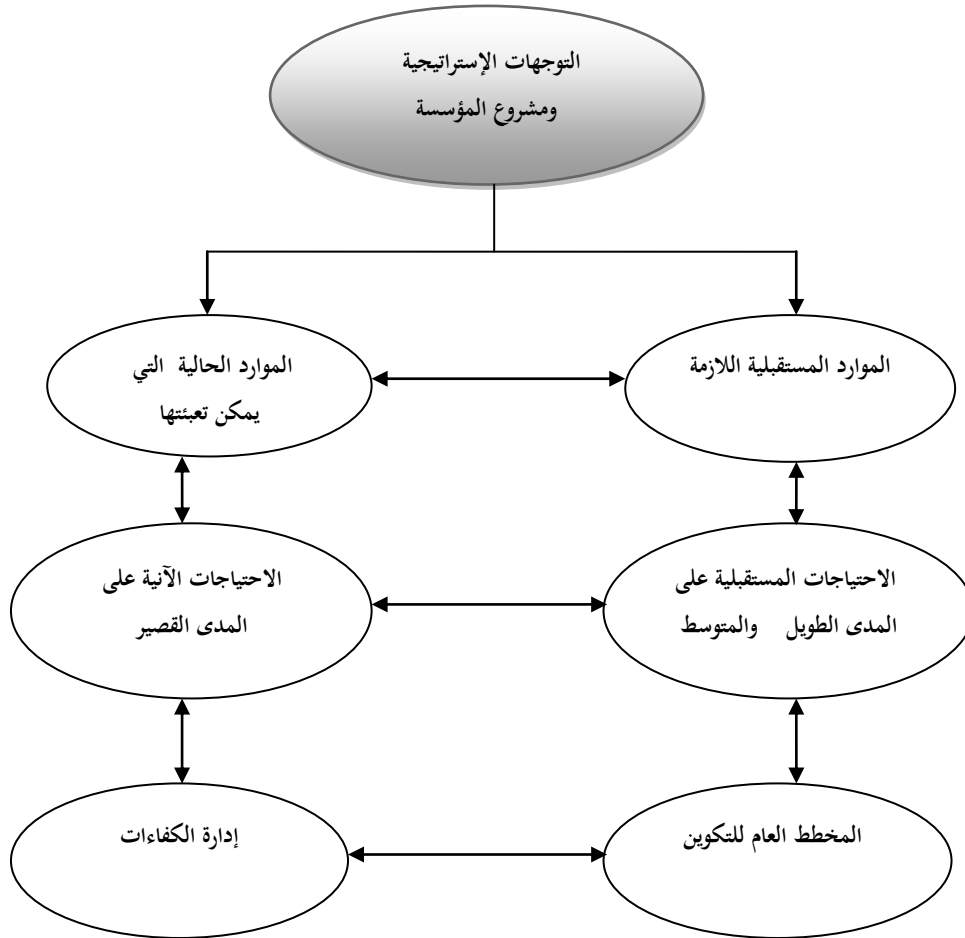 التوجهات الإستراتيجية
ومشروع المؤسسة
الموارد المستقبلية اللازمة
الموارد الحالية التي
يمكن تعبئتها
الاحتياجات المستقبلية على
المدى الطويل والمتوسط
الاحتياجات الآنية على
المدى القصير
المخطط العام للتكوين
إدارة الكفاءات